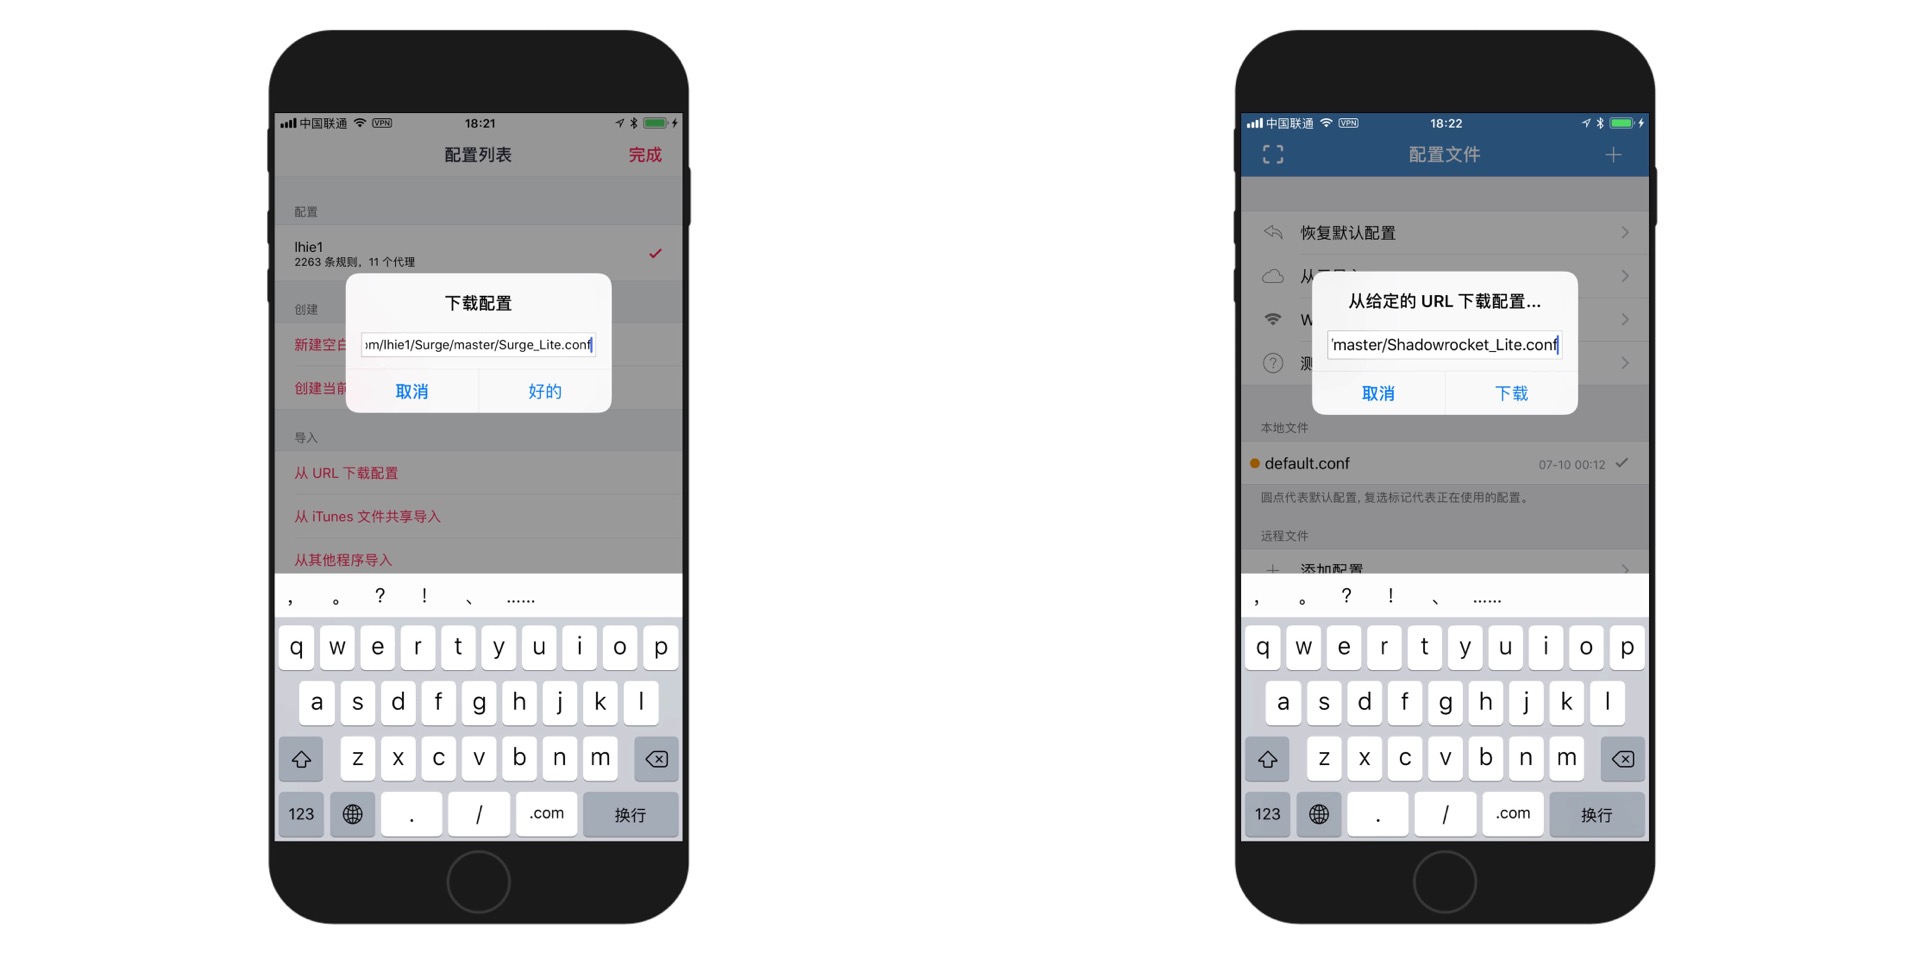 中国联通 VPN 18:21
配置列表 完成
配置
lhie1
2263 条规则，11 个代理
创建
新建空白
创建当前
下载配置
om/lhie1/Surge/master/Surge_Lite.conf
取消 好的
导入
从 URL 下载配置
从 iTunes 文件共享导入
从其他程序导入
， 。 ? ! 、 ……
q w e r t y u i o p
a s d f g h j k l
z x c v b n m
123 . / .com 换行
中国联通 VPN 18:22
配置文件
恢复默认配置
从
W
测
从给定的 URL 下载配置...
/master/Shadowrocket_Lite.conf
取消 下载
本地文件
default.conf 07-10 00:12
圆点代表默认配置, 复选标记代表正在使用的配置。
远程文件
添加配置
， 。 ? ! 、 ……
q w e r t y u i o p
a s d f g h j k l
z x c v b n m
123 . / .com 换行